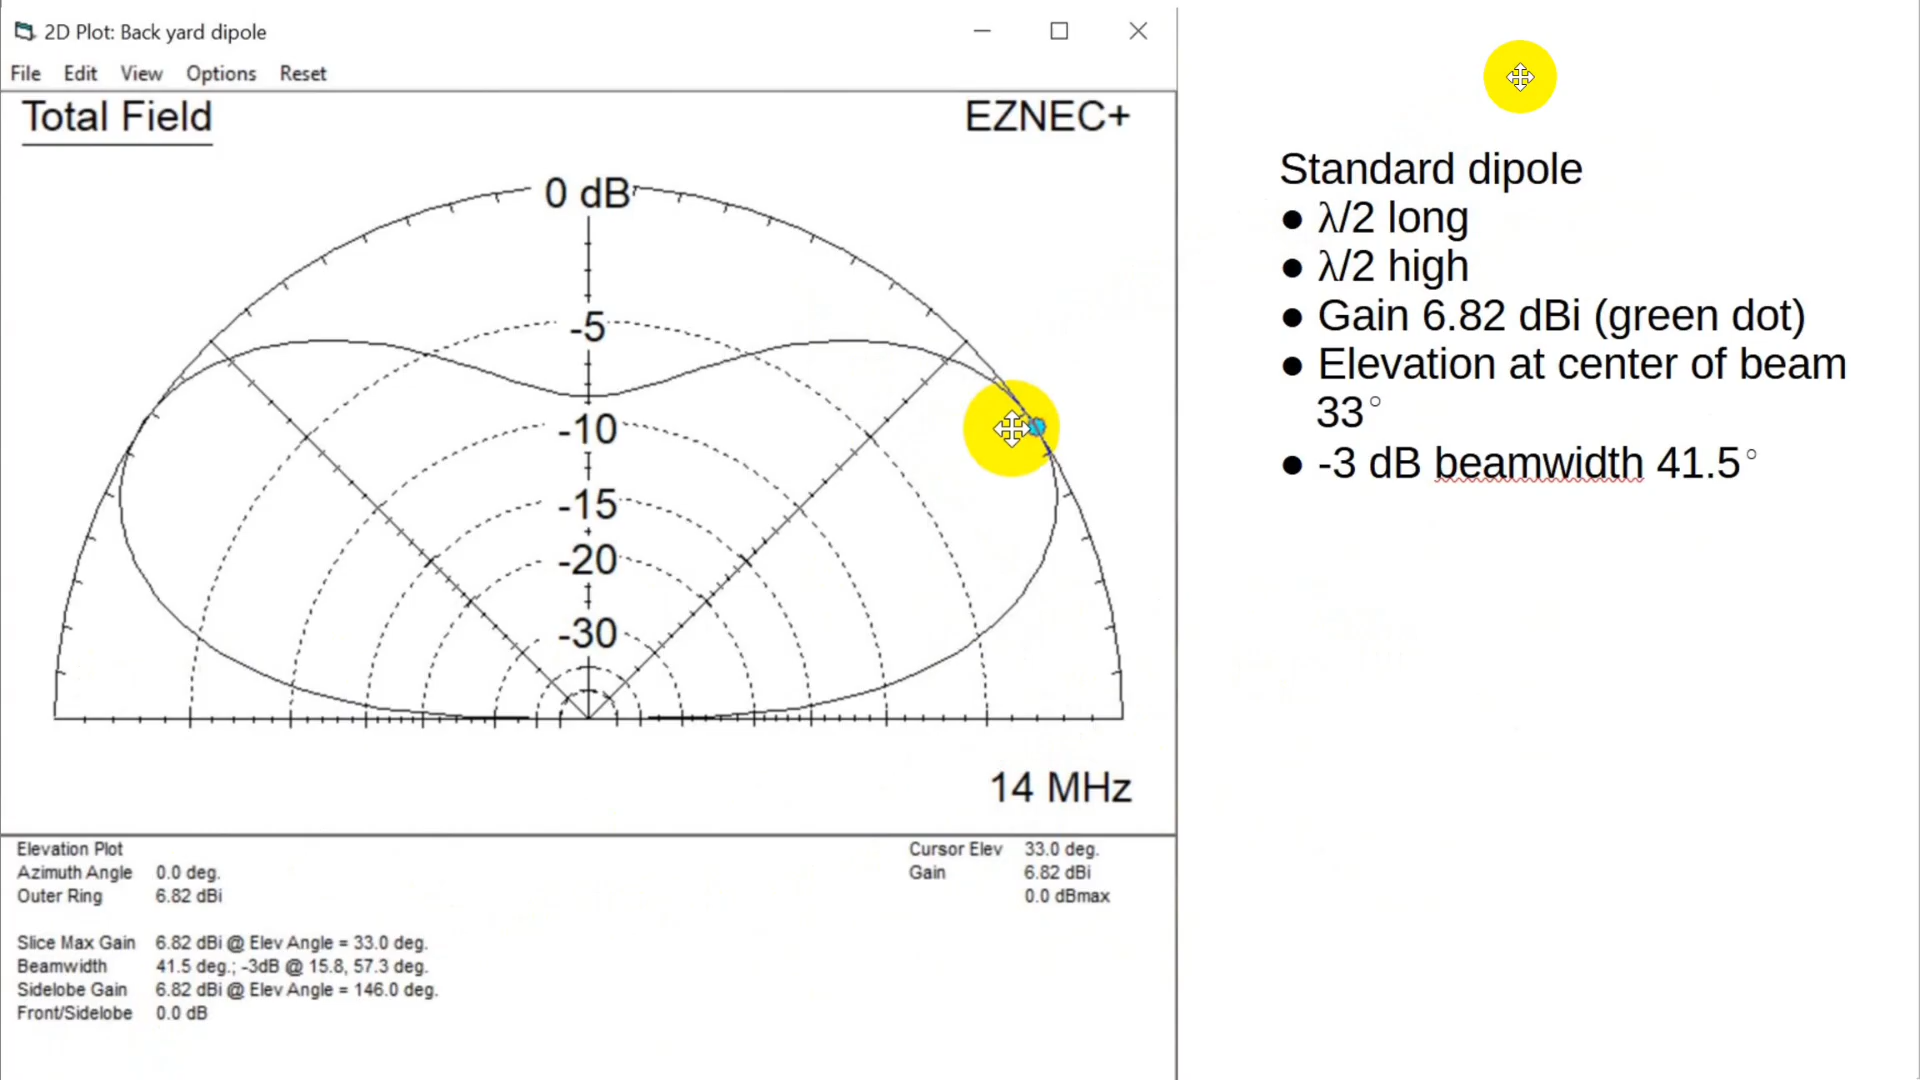 2D Plot: Back yard dipole
File Edit View Options Reset
Total Field
EZNEC+
0 dB
-5
-10
-15
-20
-30
14 MHz
Elevation Plot
Azimuth Angle 0.0 deg.
Outer Ring 6.82 dBi
Slice Max Gain 6.82 dBi @ Elev Angle = 33.0 deg.
Beamwidth 41.5 deg.; -3dB @ 15.8, 57.3 deg.
Sidelobe Gain 6.82 dBi @ Elev Angle = 146.0 deg.
Front/Sidelobe 0.0 dB
Cursor Elev 33.0 deg.
Gain 6.82 dBi
0.0 dBmax
Standard dipole
● λ/2 long
● λ/2 high
● Gain 6.82 dBi (green dot)
● Elevation at center of beam
33°
● -3 dB beamwidth 41.5°